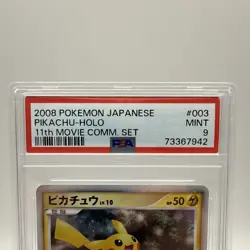 2008 POKEMON JAPANESE #003
PIKACHU-HOLO MINT
11th MOVIE COMM. SET 9
PSA 73367942
ピカチュウ LV.10 HP 50